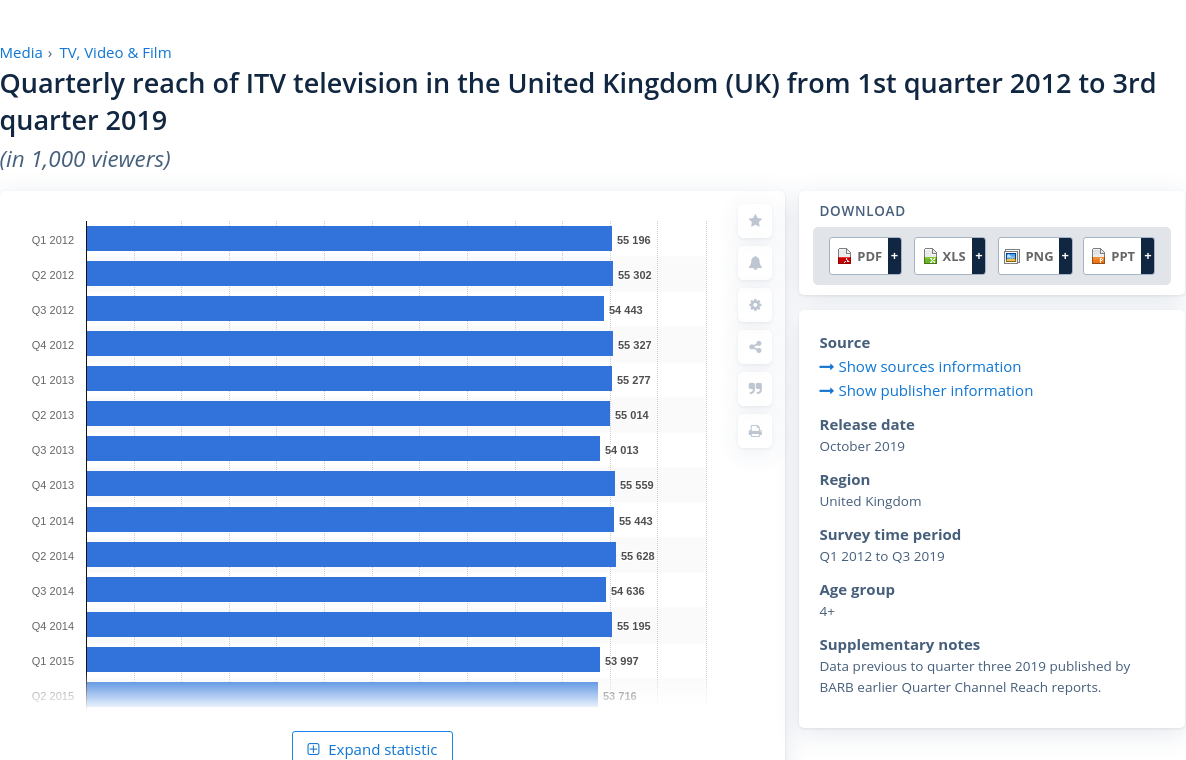 Media › TV, Video & Film
Quarterly reach of ITV television in the United Kingdom (UK) from 1st quarter 2012 to 3rd
quarter 2019
(in 1,000 viewers)
Q1 2012 55 196
Q2 2012 55 302
Q3 2012 54 443
Q4 2012 55 327
Q1 2013 55 277
Q2 2013 55 014
Q3 2013 54 013
Q4 2013 55 559
Q1 2014 55 443
Q2 2014 55 628
Q3 2014 54 636
Q4 2014 55 195
Q1 2015 53 997
Q2 2015 53 716
Expand statistic
DOWNLOAD
PDF + XLS + PNG + PPT +
Source
Show sources information
Show publisher information
Release date
October 2019
Region
United Kingdom
Survey time period
Q1 2012 to Q3 2019
Age group
4+
Supplementary notes
Data previous to quarter three 2019 published by
BARB earlier Quarter Channel Reach reports.